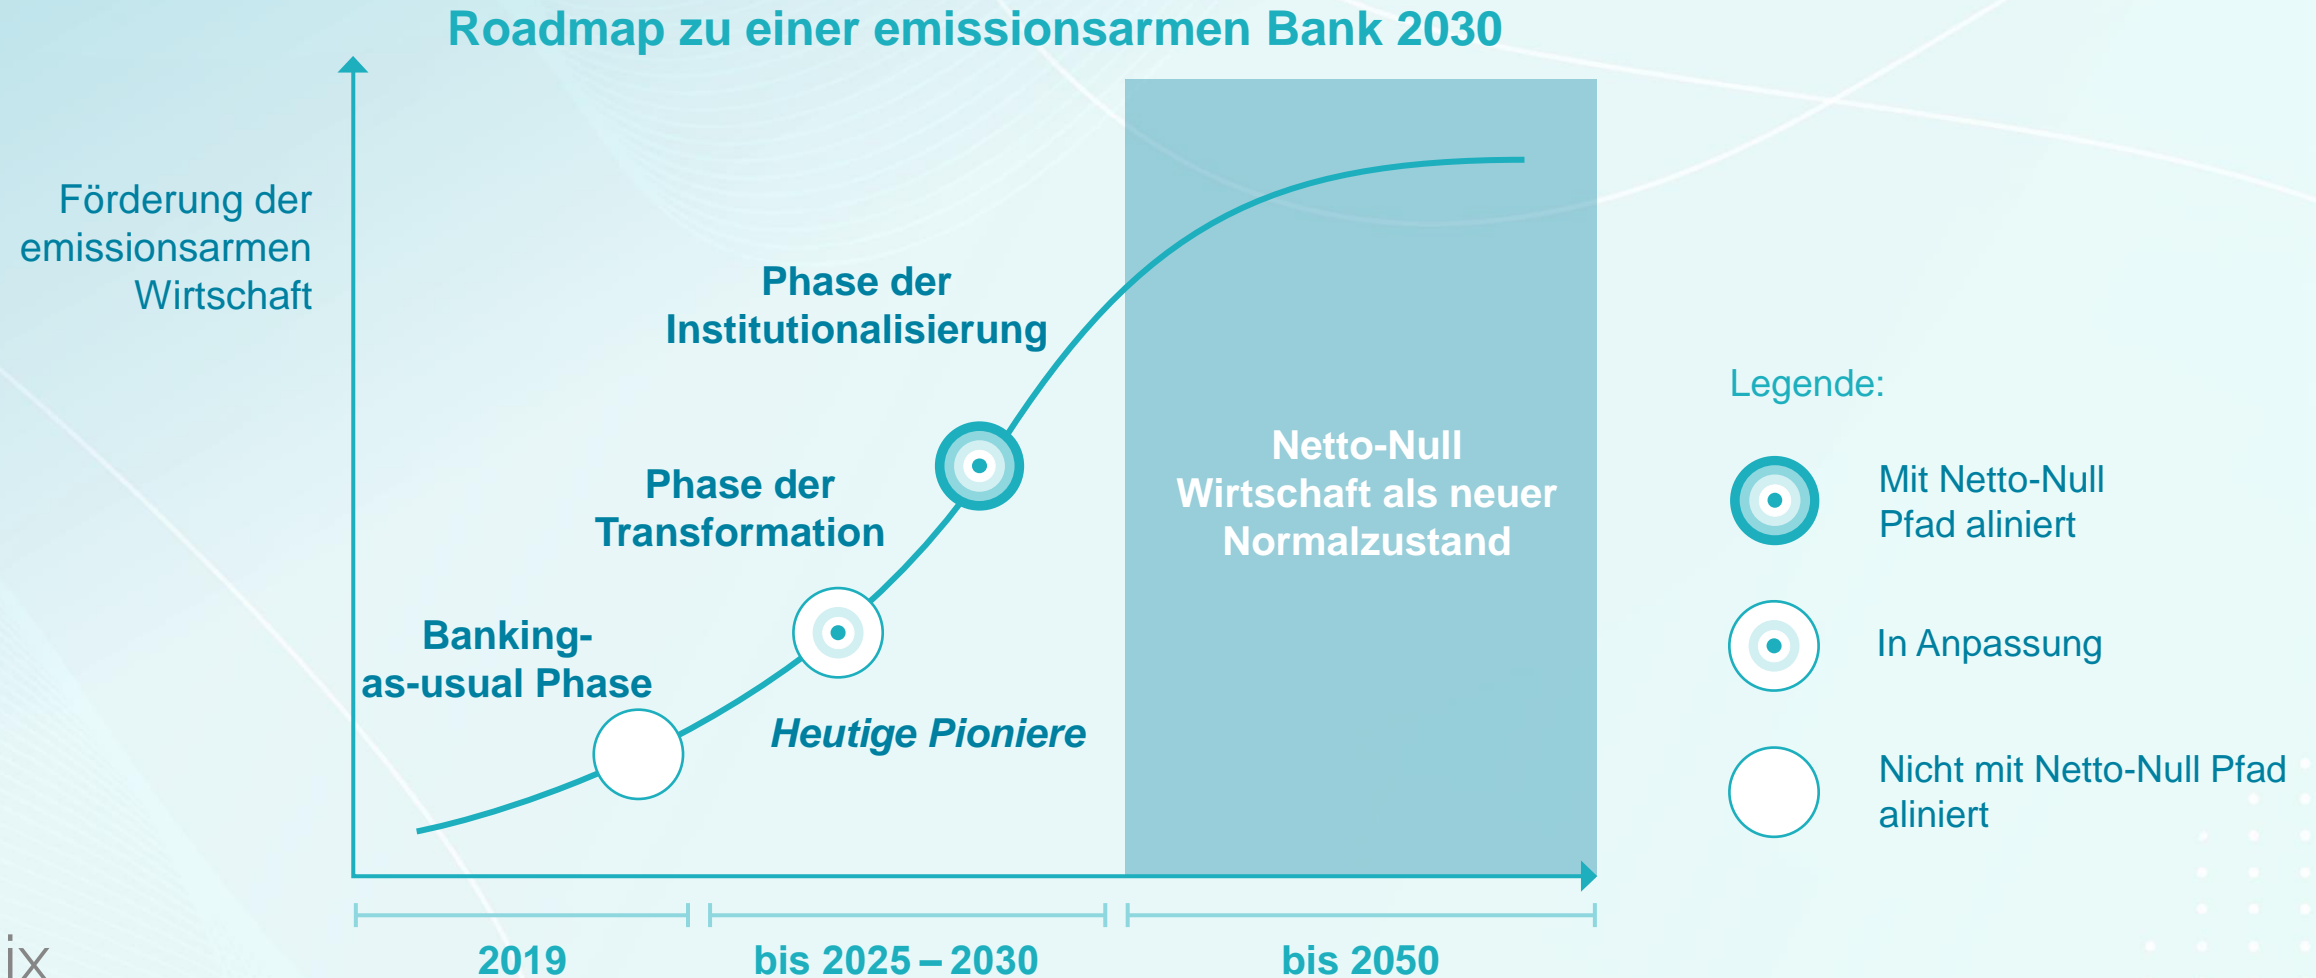 Roadmap zu einer emissionsarmen Bank 2030
Förderung der
emissionsarmen
Wirtschaft
Phase der
Institutionalisierung
Phase der
Transformation
Banking-
as-usual Phase
Heutige Pioniere
Netto-Null
Wirtschaft als neuer
Normalzustand
Legende:
Mit Netto-Null
Pfad aliniert
In Anpassung
Nicht mit Netto-Null Pfad
aliniert
2019
bis 2025 – 2030
bis 2050
ix